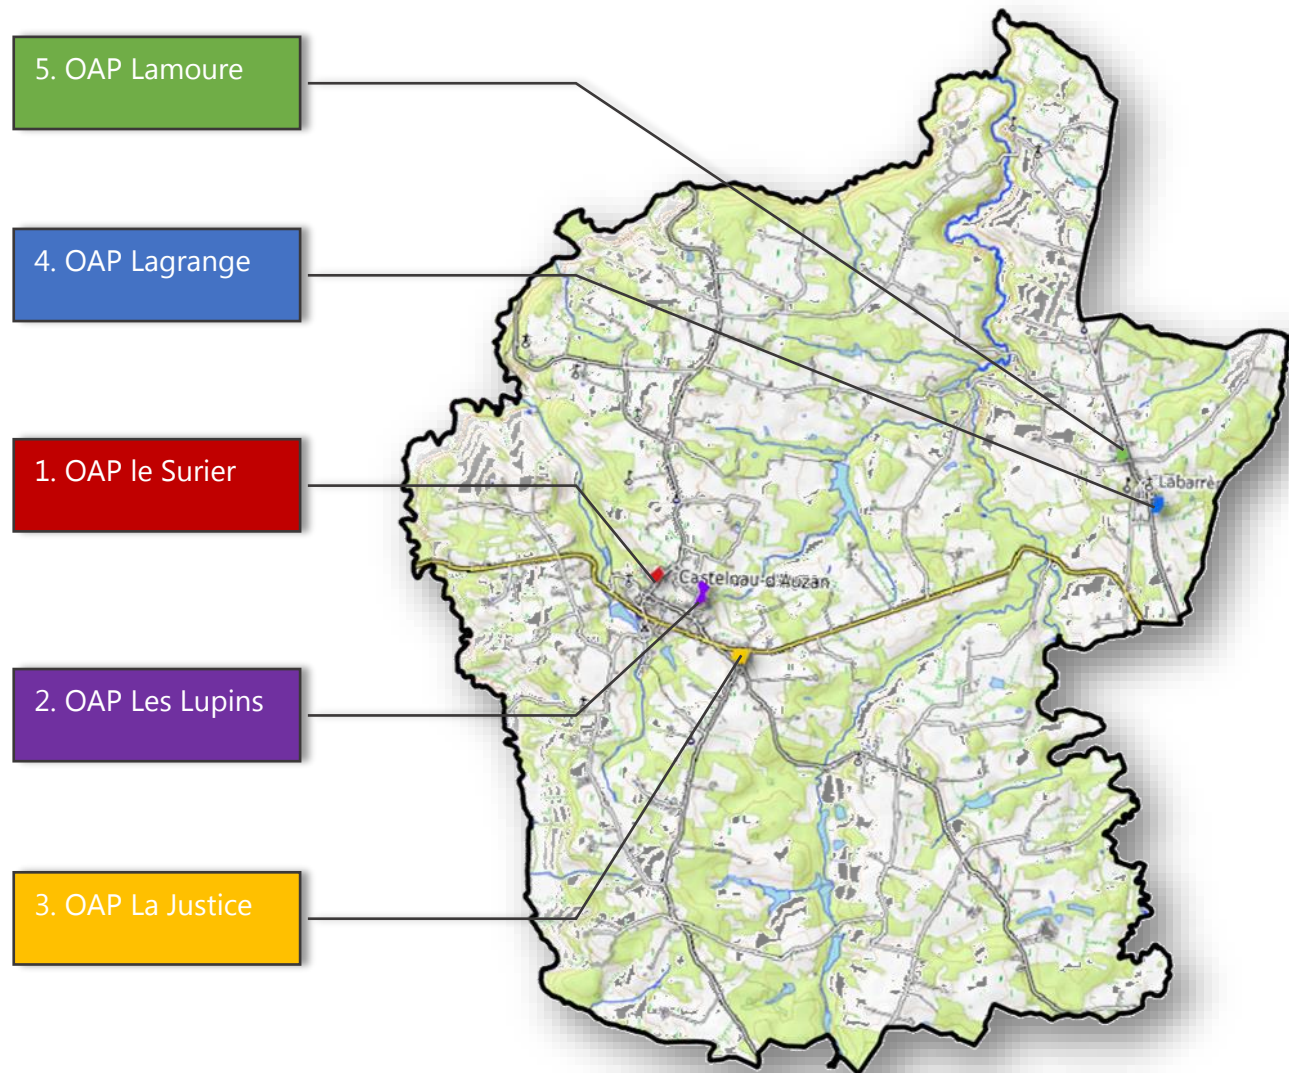 5. OAP Lamoure
4. OAP Lagrange
Labarrè
1. OAP le Surier
Castelnau-d'Auzan
2. OAP Les Lupins
3. OAP La Justice